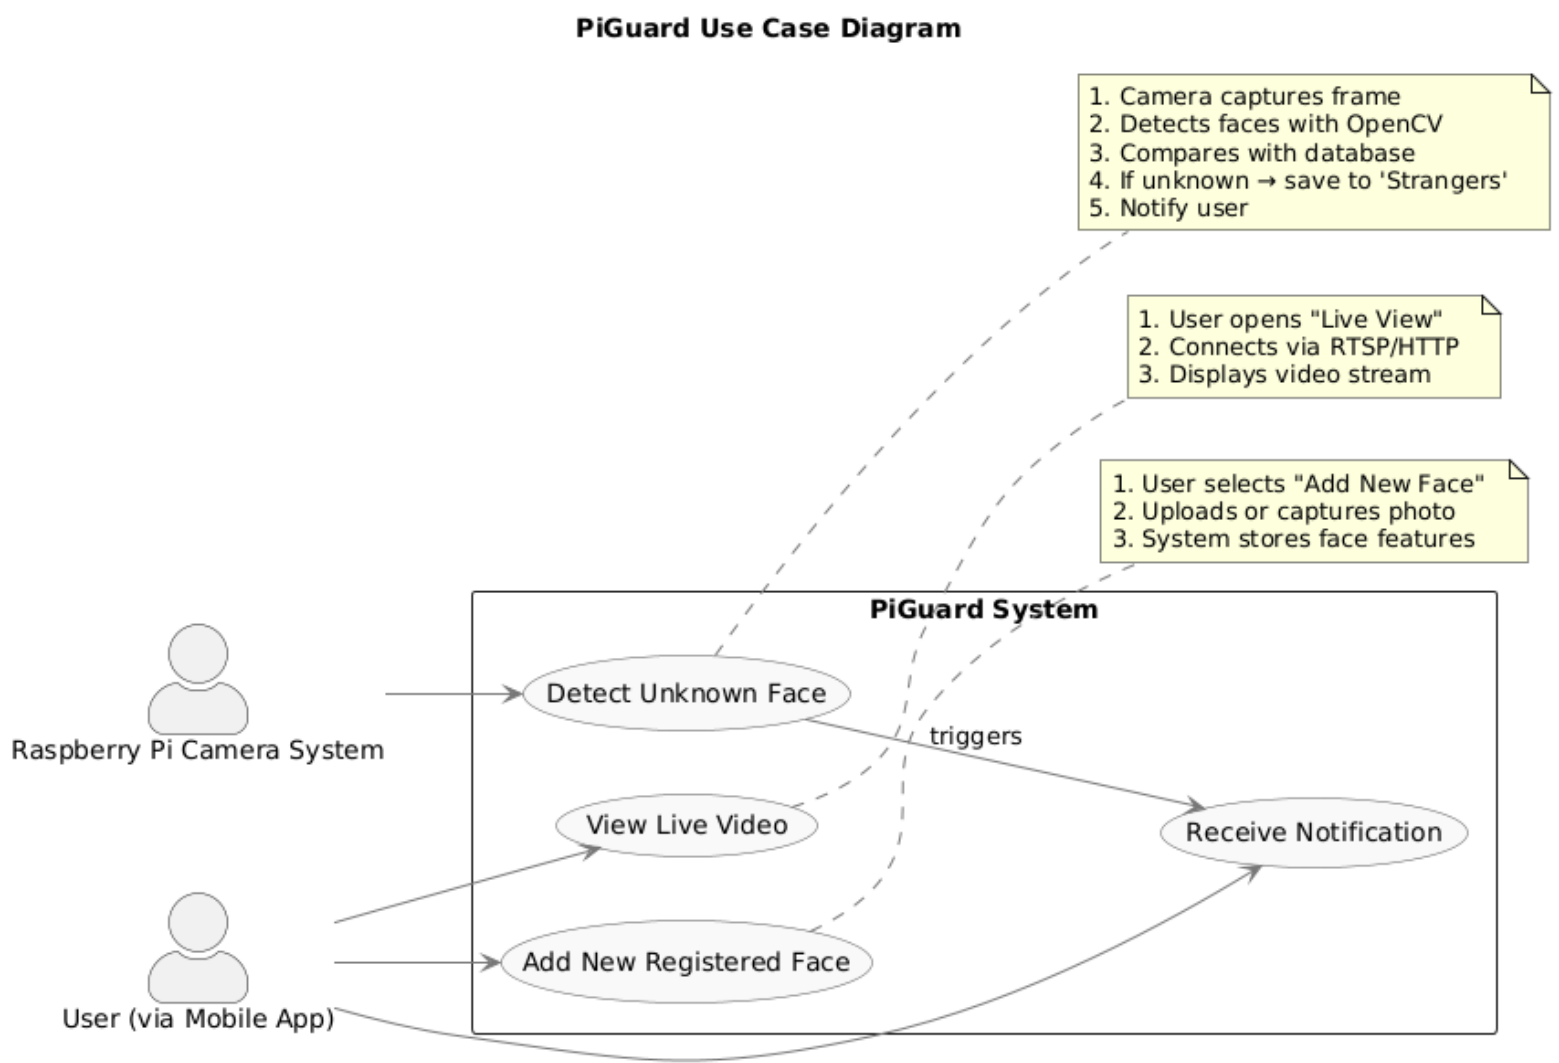 PiGuard Use Case Diagram
1. Camera captures frame
2. Detects faces with OpenCV
3. Compares with database
4. If unknown → save to 'Strangers'
5. Notify user
1. User opens "Live View"
2. Connects via RTSP/HTTP
3. Displays video stream
1. User selects "Add New Face"
2. Uploads or captures photo
3. System stores face features
PiGuard System
Detect Unknown Face
Raspberry Pi Camera System
triggers
View Live Video
Receive Notification
Add New Registered Face
User (via Mobile App)